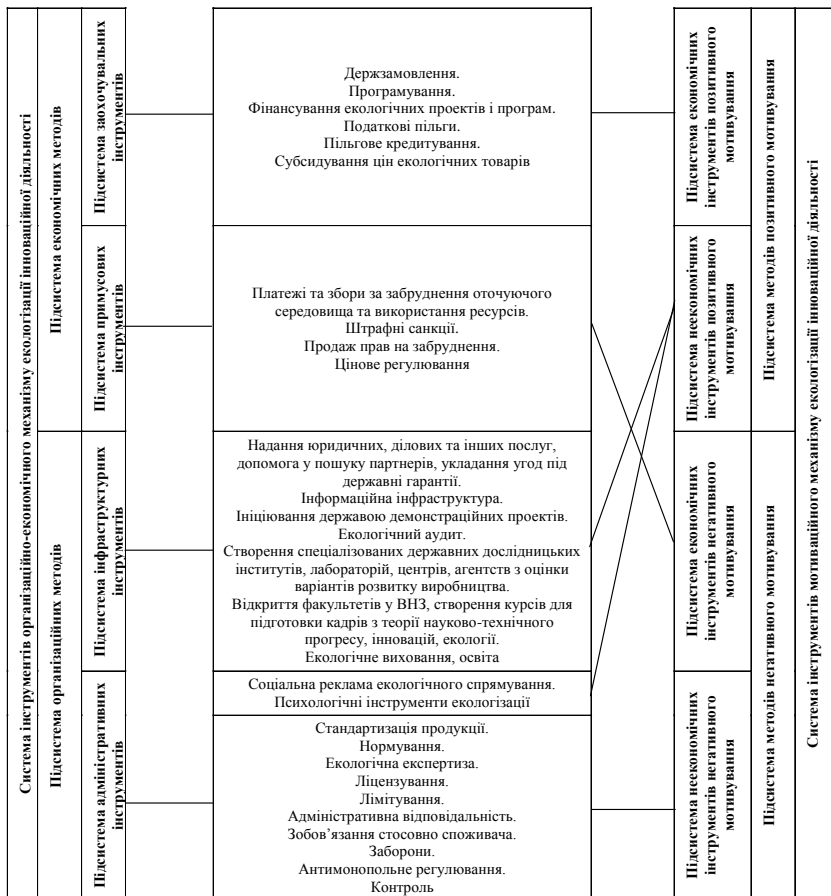 Система інструментів організаційно-економічного механізму екологізації інноваційної діяльності
Підсистема економічних методів
Підсистема організаційних методів
Підсистема заохочувальних
інструментів
Підсистема примусових
інструментів
Підсистема інфраструктурних
інструментів
Підсистема адміністративних
інструментів
Держзамовлення.
Програмування.
Фінансування екологічних проектів і програм.
Податкові пільги.
Пільгове кредитування.
Субсидування цін екологічних товарів
Платежі та збори за забруднення оточуючого
середовища та використання ресурсів.
Штрафні санкції.
Продаж прав на забруднення.
Цінове регулювання
Надання юридичних, ділових та інших послуг,
допомога у пошуку партнерів, укладання угод під
державні гарантії.
Інформаційна інфраструктура.
Ініціювання державою демонстраційних проектів.
Екологічний аудит.
Створення спеціалізованих державних дослідницьких
інститутів, лабораторій, центрів, агентств з оцінки
варіантів розвитку виробництва.
Відкриття факультетів у ВНЗ, створення курсів для
підготовки кадрів з теорії науково-технічного
прогресу, інновацій, екології.
Екологічне виховання, освіта
Соціальна реклама екологічного спрямування.
Психологічні інструменти екологізації
Стандартизація продукції.
Нормування.
Екологічна експертиза.
Ліцензування.
Лімітування.
Адміністративна відповідальність.
Зобов’язання стосовно споживача.
Заборони.
Антимонопольне регулювання.
Контроль
Підсистема економічних
інструментів позитивного
мотивування
Підсистема неекономічних
інструментів позитивного
мотивування
Підсистема економічних
інструментів негативного
мотивування
Підсистема неекономічних
інструментів негативного
мотивування
Підсистема методів позитивного мотивування
Підсистема методів негативного мотивування
Система інструментів мотиваційного механізму екологізації інноваційної діяльності